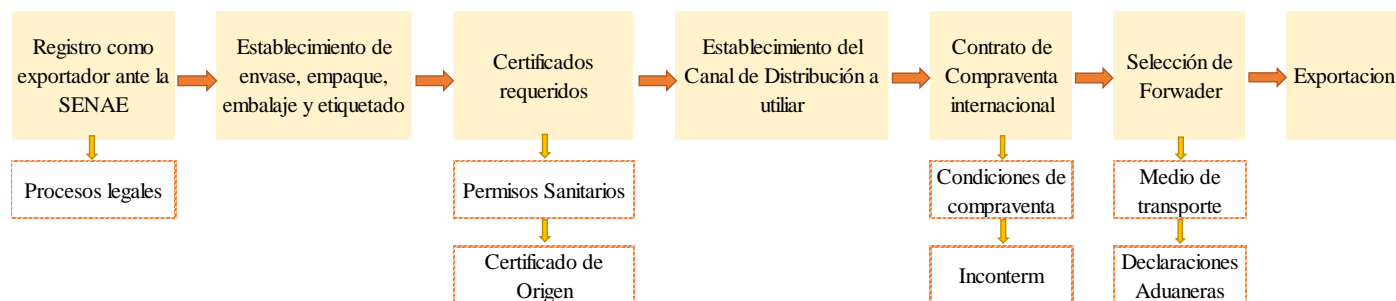 Registro como
exportador ante la
SENAE
Establecimiento de
envase, empaque,
embalaje y etiquetado
Certificados
requeridos
Establecimiento del
Canal de Distribución a
utiliar
Contrato de
Compraventa
internacional
Selección de
Forwader
Exportacion
Procesos legales
Permisos Sanitarios
Condiciones de
compraventa
Medio de
transporte
Certificado de
Origen
Inconterm
Declaraciones
Aduaneras